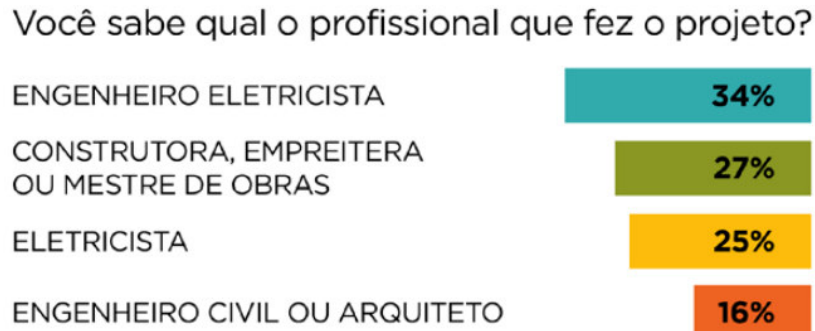 Você sabe qual o profissional que fez o projeto?
ENGENHEIRO ELETRICISTA
34%
CONSTRUTORA, EMPREITERA
OU MESTRE DE OBRAS
27%
ELETRICISTA
25%
ENGENHEIRO CIVIL OU ARQUITETO
16%